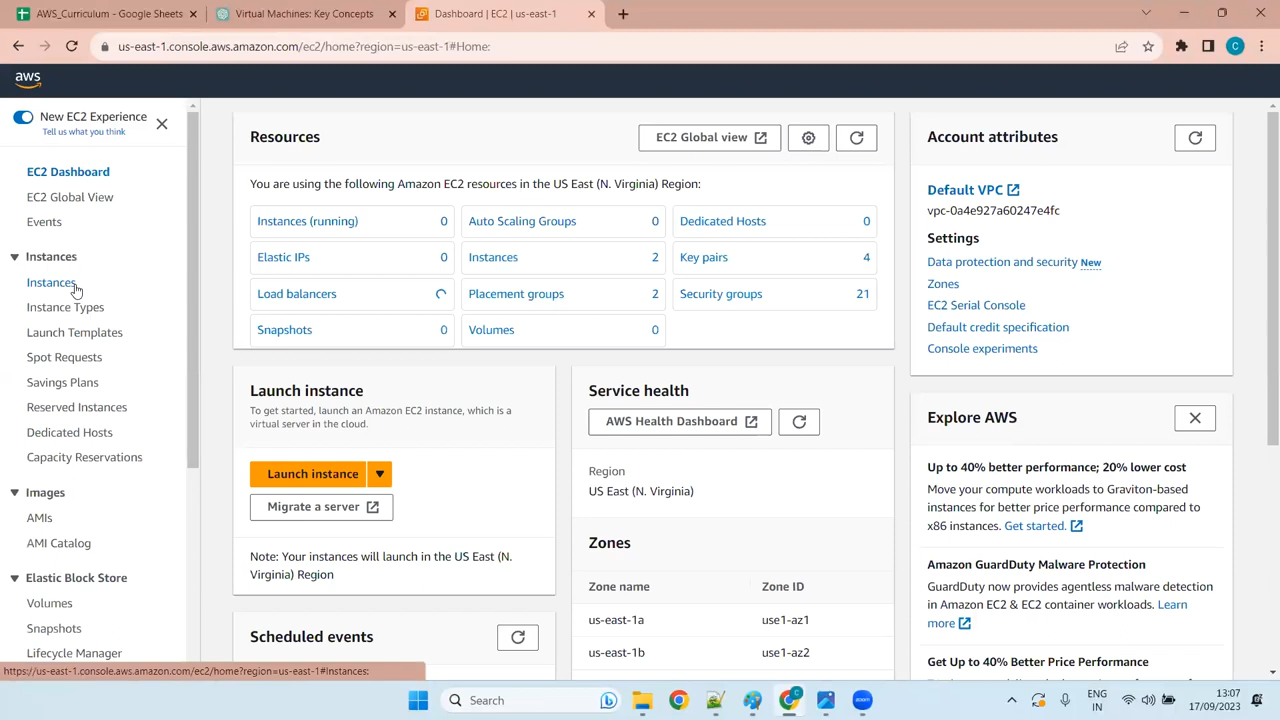 AWS_Curriculum - Google Sheets
Virtual Machines: Key Concepts
Dashboard | EC2 | us-east-1
us-east-1.console.aws.amazon.com/ec2/home?region=us-east-1#Home:
C
aws
New EC2 Experience
Tell us what you think
EC2 Dashboard
EC2 Global View
Events
Instances
Instances
Instance Types
Launch Templates
Spot Requests
Savings Plans
Reserved Instances
Dedicated Hosts
Capacity Reservations
Images
AMIs
AMI Catalog
Elastic Block Store
Volumes
Snapshots
Lifecycle Manager
Resources
EC2 Global view
You are using the following Amazon EC2 resources in the US East (N. Virginia) Region:
Instances (running) 0 Auto Scaling Groups 0 Dedicated Hosts 0
Elastic IPs 0 Instances 2 Key pairs 4
Load balancers Placement groups 2 Security groups 21
Snapshots 0 Volumes 0
Launch instance
To get started, launch an Amazon EC2 instance, which is a
virtual server in the cloud.
Launch instance
Migrate a server
Note: Your instances will launch in the US East (N.
Virginia) Region
Scheduled events
Service health
AWS Health Dashboard
Region
US East (N. Virginia)
Zones
Zone name Zone ID
us-east-1a use1-az1
us-east-1b use1-az2
Account attributes
Default VPC
vpc-0a4e927a60247e4fc
Settings
Data protection and security New
Zones
EC2 Serial Console
Default credit specification
Console experiments
Explore AWS
Up to 40% better performance; 20% lower cost
Move your compute workloads to Graviton-based
instances for better price performance compared to
x86 instances. Get started.
Amazon GuardDuty Malware Protection
GuardDuty now provides agentless malware detection
in Amazon EC2 & EC2 container workloads. Learn
more
Get Up to 40% Better Price Performance
https://us-east-1.console.aws.amazon.com/ec2/home?region=us-east-1#Instances:
Search
C
zoom
ENG
IN
13:07
17/09/2023